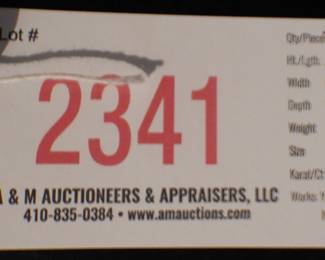 Lot #
2341
A & M AUCTIONEERS & APPRAISERS, LLC
410-835-0384 • www.amauctions.com
Qty/Piece
Ht./Lgth.
Width
Depth
Weight
Size
Karat/Ct
Works: Y